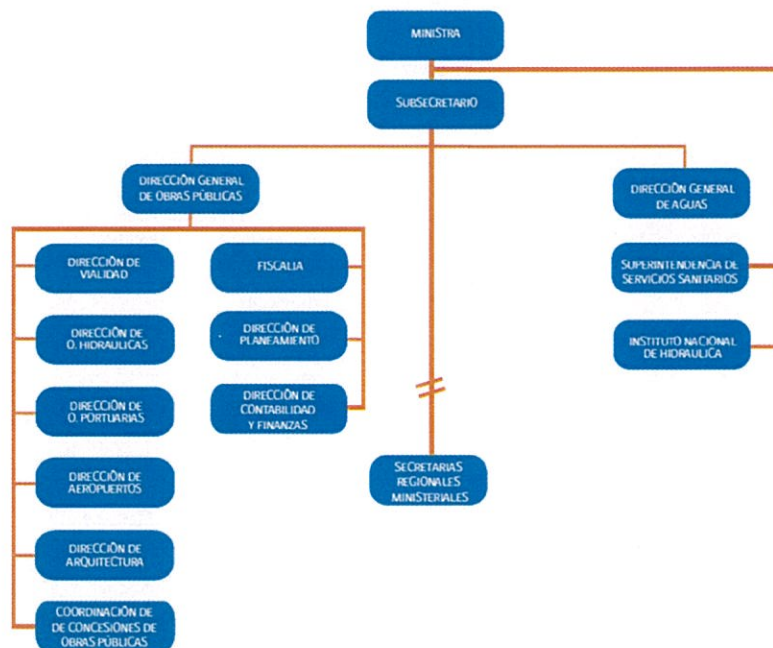 MINISTRA
SUBSECRETARIO
DIRECCIÓN GENERAL
DE OBRAS PÚBLICAS
DIRECCIÓN GENERAL
DE AGUAS
DIRECCIÓN DE
VIALIDAD
FISCALIA
SUPERINTENDENCIA DE
SERVICIOS SANITARIOS
DIRECCIÓN DE
O. HIDRAULICAS
DIRECCIÓN DE
PLANEAMIENTO
INSTITUTO NACIONAL
DE HIDRAULICA
DIRECCIÓN DE
O. PORTUARIAS
DIRECCIÓN DE
CONTABILIDAD
Y FINANZAS
DIRECCIÓN DE
AEROPUERTOS
SECRETARIAS
REGIONALES
MINISTERIALES
DIRECCIÓN DE
ARQUITECTURA
COORDINACIÓN DE
DE CONCESIONES DE
OBRAS PÚBLICAS